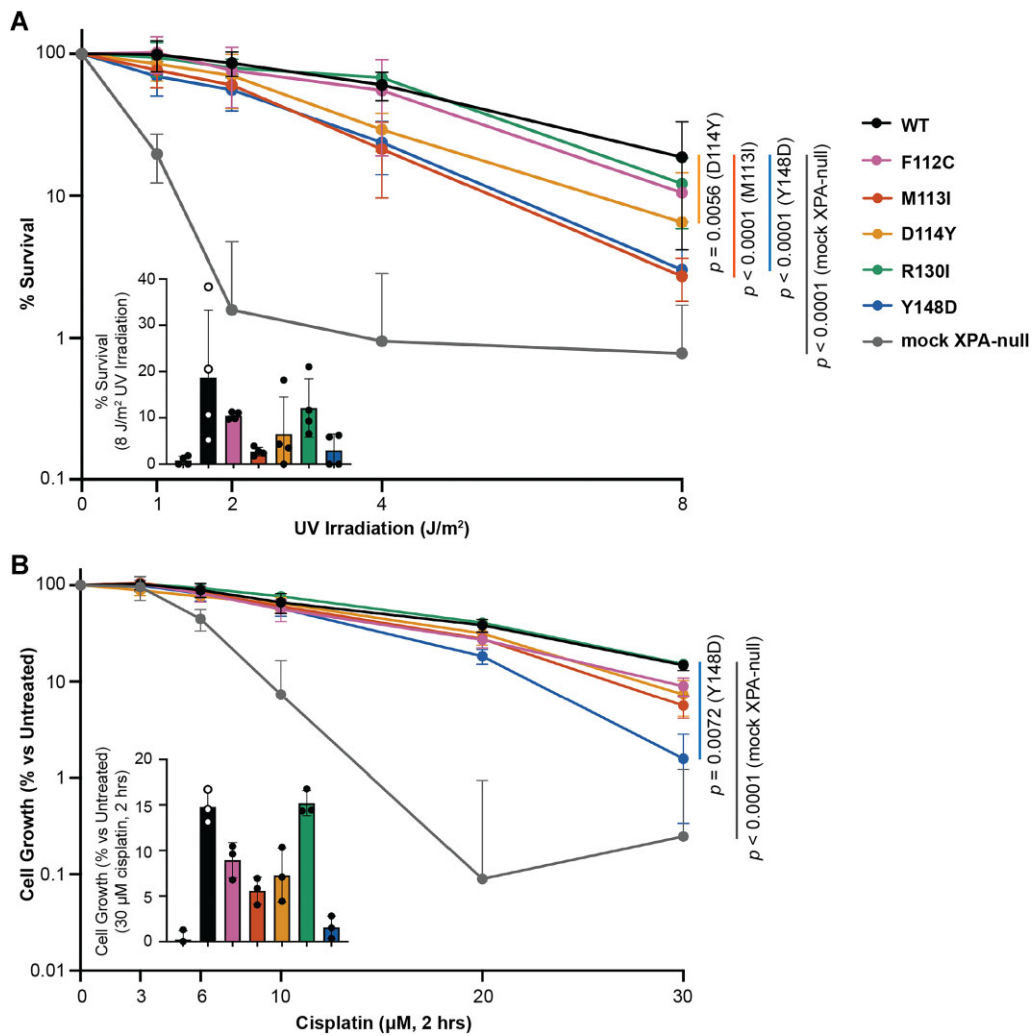 A
100
10
1
0.1
% Survival
0
1
2
4
8
UV Irradiation (J/m²)
40
30
20
10
0
% Survival
(8 J/m² UV Irradiation)
p = 0.0056 (D114Y)
p < 0.0001 (M113I)
p < 0.0001 (Y148D)
p < 0.0001 (mock XPA-null)
WT
F112C
M113I
D114Y
R130I
Y148D
mock XPA-null
B
100
10
1
0.1
0.01
Cell Growth (% vs Untreated)
0
3
6
10
20
30
Cisplatin (µM, 2 hrs)
20
15
10
5
0
Cell Growth (% vs Untreated)
(30 µM cisplatin, 2 hrs)
p = 0.0072 (Y148D)
p < 0.0001 (mock XPA-null)